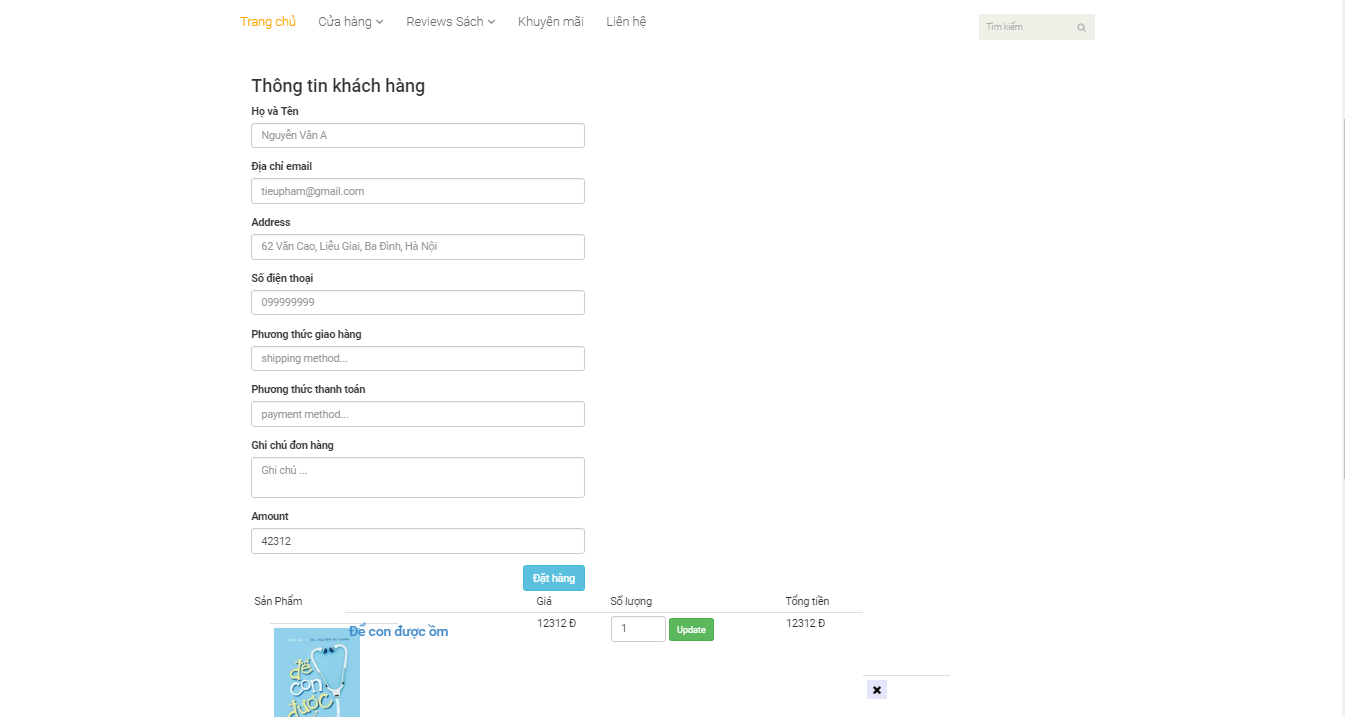 Trang chủ Cửa hàng Reviews Sách Khuyên mãi Liên hệ
Tìm kiếm
Thông tin khách hàng
Họ và Tên
Nguyễn Văn A
Địa chỉ email
tieupham@gmail.com
Address
62 Văn Cao, Liễu Giai, Ba Đình, Hà Nội
Số điện thoại
099999999
Phương thức giao hàng
shipping method...
Phương thức thanh toán
payment method...
Ghi chú đơn hàng
Ghi chú ...
Amount
42312
Đặt hàng
Sản Phẩm Giá Số lượng Tổng tiền
Để con được ồm 12312 Đ 1 Update 12312 Đ
để
con
được